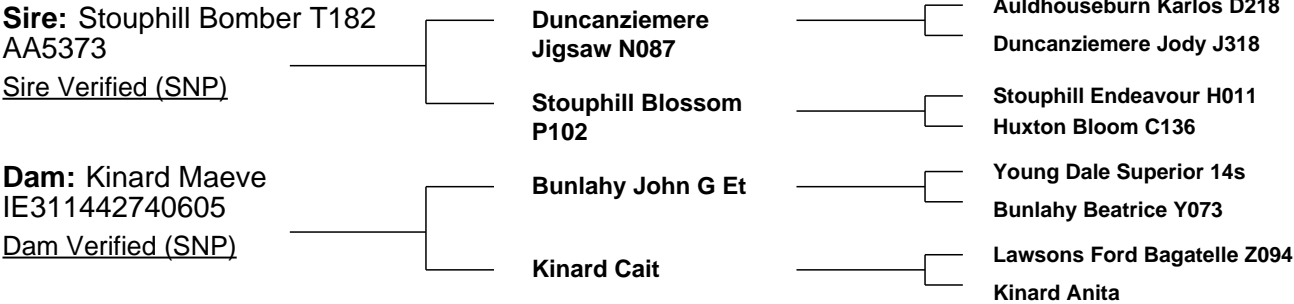 Sire: Stouphill Bomber T182
AA5373
Sire Verified (SNP)
Duncanziemere
Jigsaw N087
Auldhouseburn Karlos D218
Duncanziemere Jody J318
Stouphill Blossom
P102
Stouphill Endeavour H011
Huxton Bloom C136
Dam: Kinard Maeve
IE311442740605
Dam Verified (SNP)
Bunlahy John G Et
Young Dale Superior 14s
Bunlahy Beatrice Y073
Kinard Cait
Lawsons Ford Bagatelle Z094
Kinard Anita